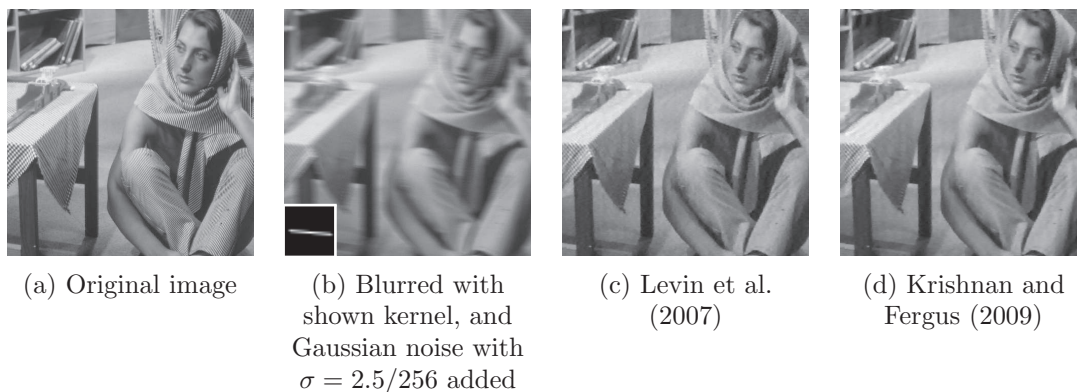 (a) Original image
(b) Blurred with
shown kernel, and
Gaussian noise with
σ = 2.5/256 added
(c) Levin et al.
(2007)
(d) Krishnan and
Fergus (2009)